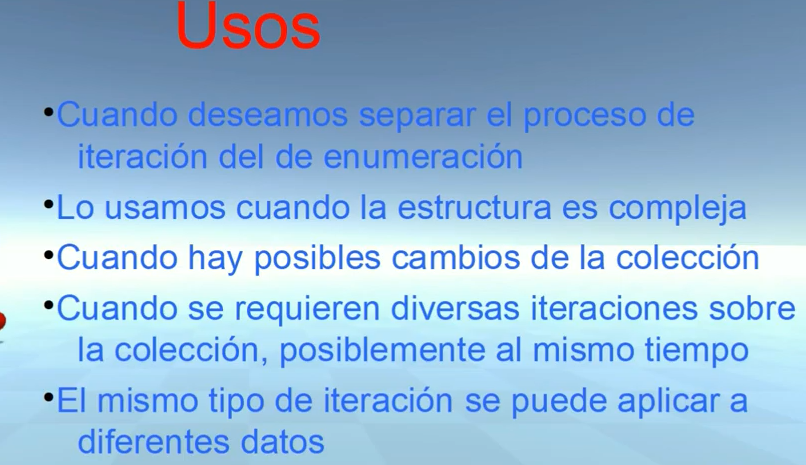 Usos
•Cuando deseamos separar el proceso de
iteración del de enumeración
•Lo usamos cuando la estructura es compleja
•Cuando hay posibles cambios de la colección
•Cuando se requieren diversas iteraciones sobre
la colección, posiblemente al mismo tiempo
•El mismo tipo de iteración se puede aplicar a
diferentes datos